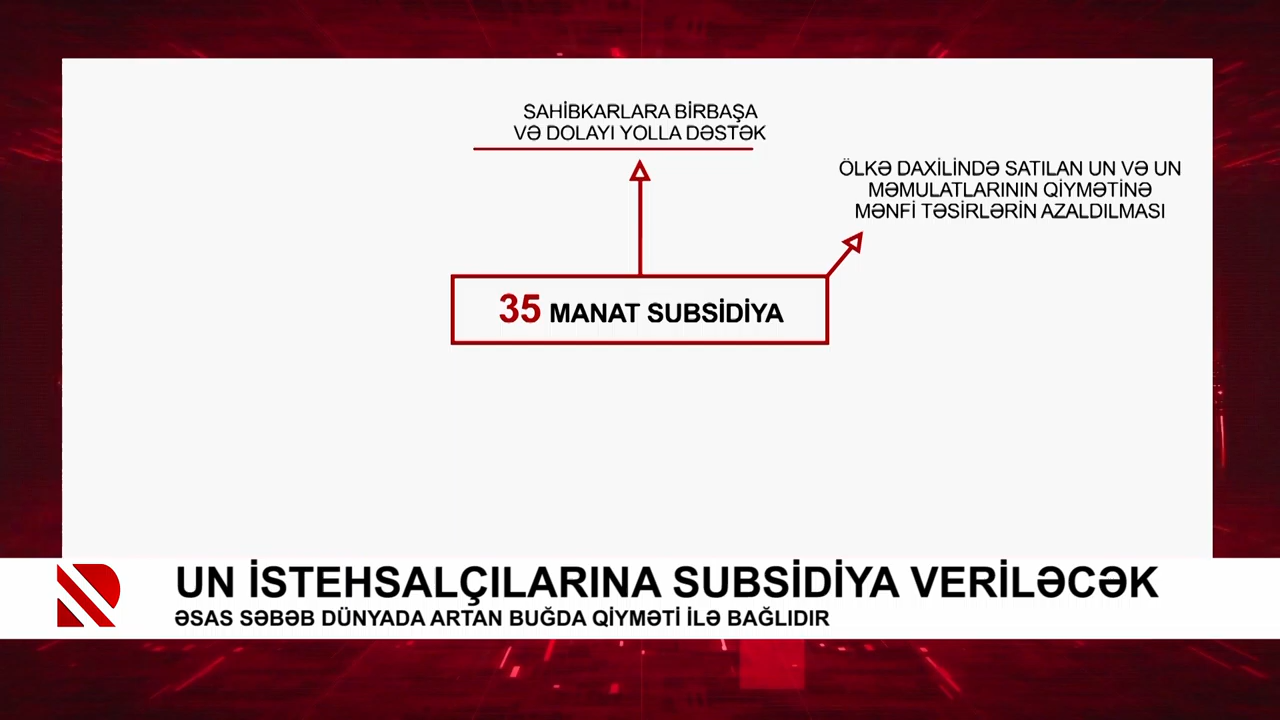 SAHİBKARLARA BİRBAŞA
VƏ DOLAYI YOLLA DƏSTƏK
ÖLKƏ DAXİLİNDƏ SATILAN UN VƏ UN
MƏMULATLARININ QİYMƏTİNƏ
MƏNFİ TƏSİRLƏRİN AZALDILMASI
35 MANAT SUBSİDİYA
UN İSTEHSALÇILARINA SUBSİDİYA VERİLƏCƏK
ƏSAS SƏBƏB DÜNYADA ARTAN BUĞDA QİYMƏTİ İLƏ BAĞLIDIR